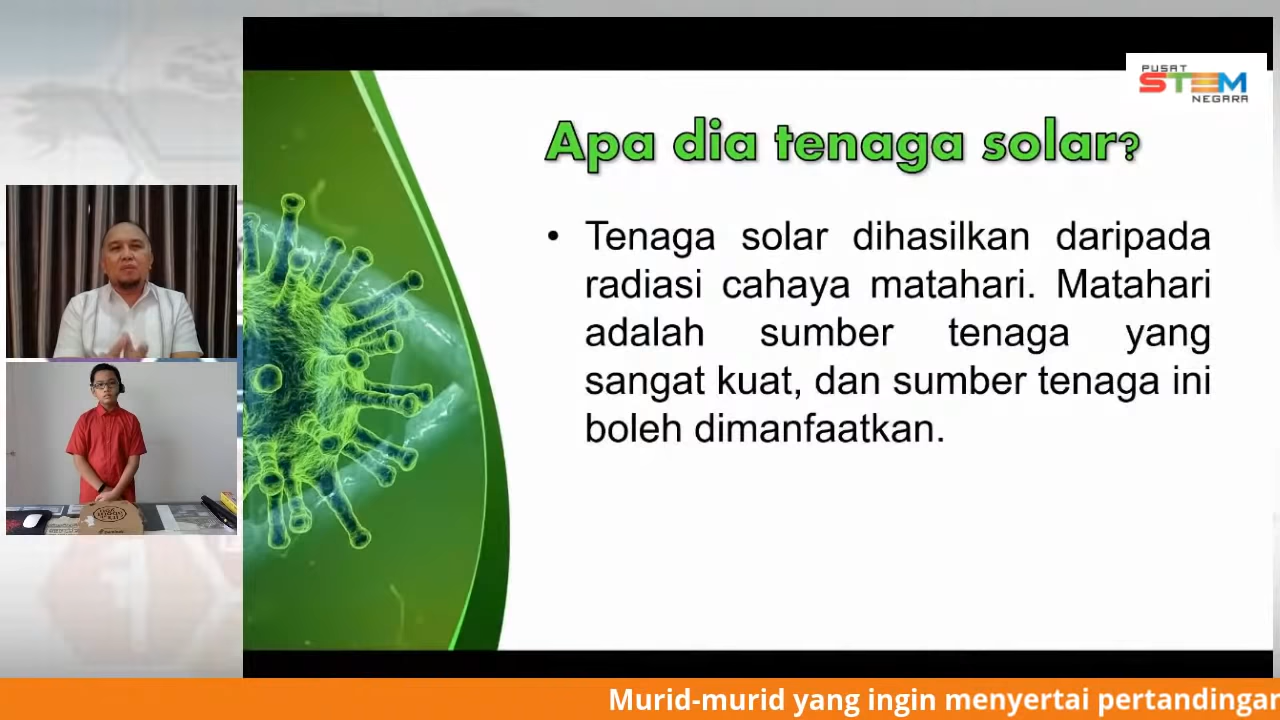 PUSAT
STEM
NEGARA
Apa dia tenaga solar?
• Tenaga solar dihasilkan daripada
radiasi cahaya matahari. Matahari
adalah sumber tenaga yang
sangat kuat, dan sumber tenaga ini
boleh dimanfaatkan.
Murid-murid yang ingin menyertai pertandingan